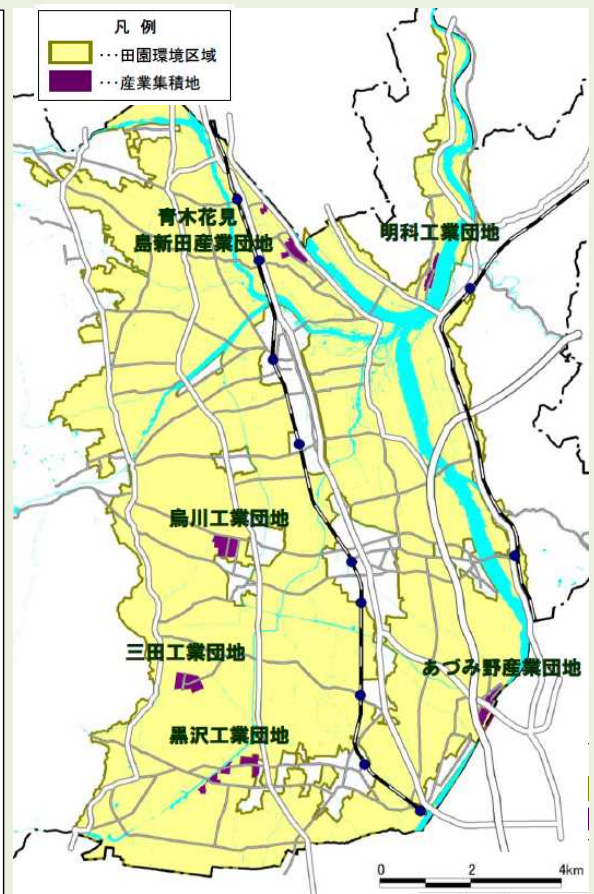 凡 例
･･･田園環境区域
･･･産業集積地
青木花見
島新田産業団地
明科工業団地
烏川工業団地
三田工業団地
あづみ野産業団地
黒沢工業団地
0 2 4km